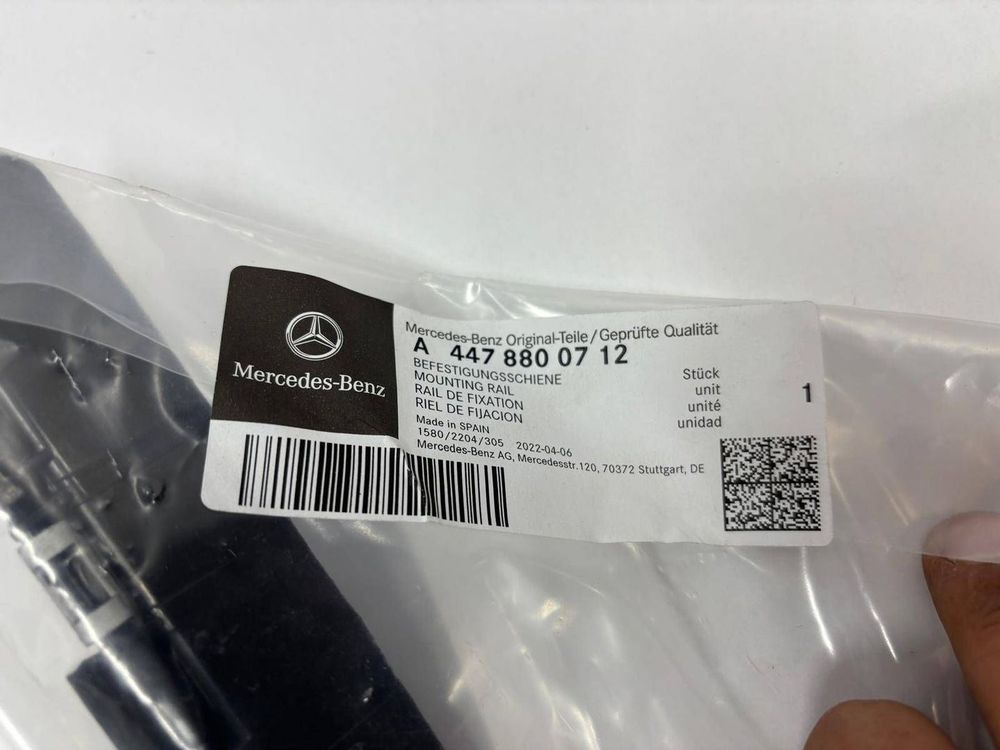 Mercedes-Benz
Mercedes-Benz Original-Teile/Geprüfte Qualität
A 447 880 07 12
BEFESTIGUNGSSCHIENE
MOUNTING RAIL
RAIL DE FIXATION
RIEL DE FIJACION
Stück
unit
unité
unidad
1
Made in SPAIN
1580/2204/305 2022-04-06
Mercedes-Benz AG, Mercedesstr.120, 70372 Stuttgart, DE